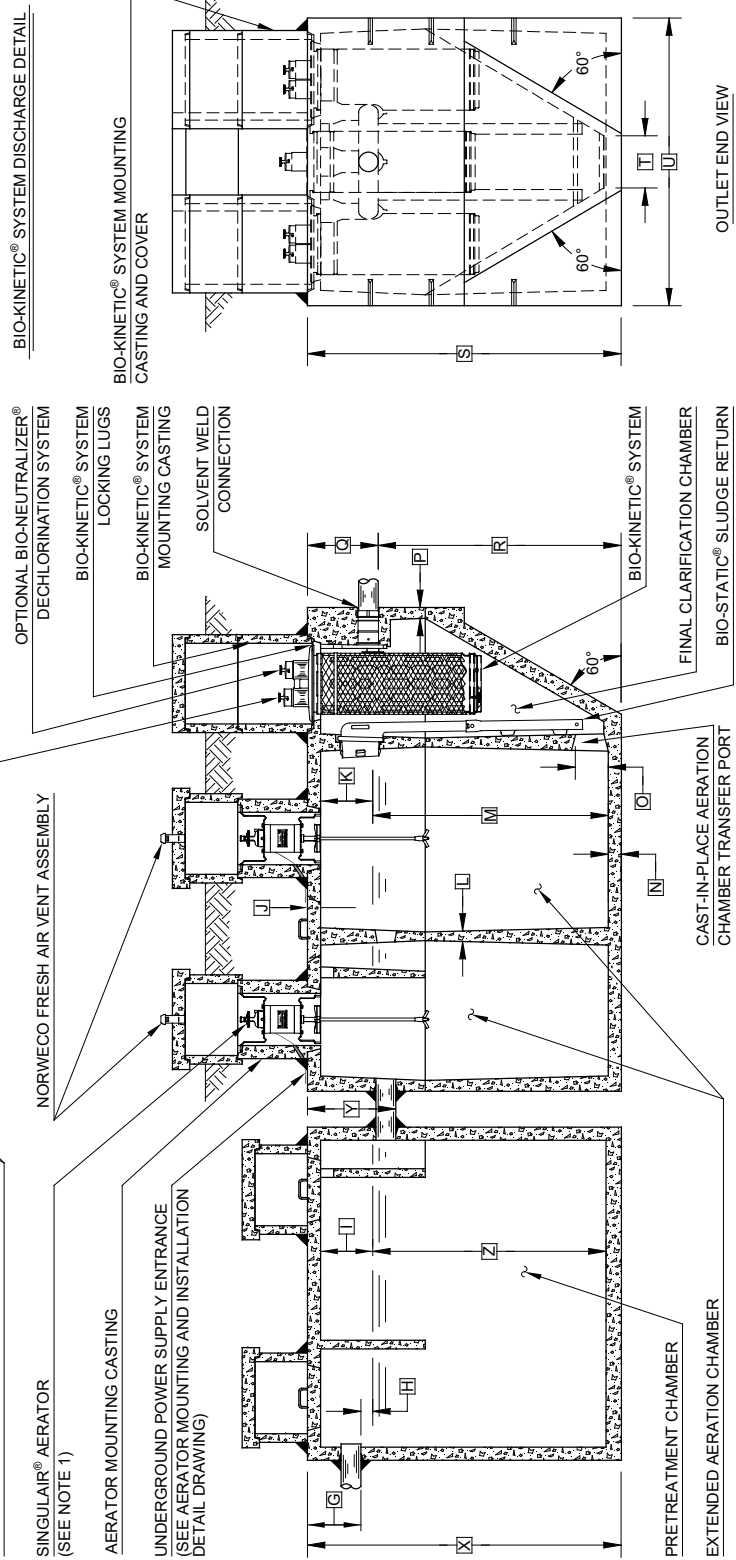 BIO-KINETIC® SYSTEM DISCHARGE DETAIL
BIO-KINETIC® SYSTEM MOUNTING
CASTING AND COVER
60°
60°
S
T
U
OUTLET END VIEW
OPTIONAL BIO-NEUTRALIZER®
DECHLORINATION SYSTEM
BIO-KINETIC® SYSTEM
LOCKING LUGS
BIO-KINETIC® SYSTEM
MOUNTING CASTING
SOLVENT WELD
CONNECTION
NORWECO FRESH AIR VENT ASSEMBLY
SINGULAIR® AERATOR
(SEE NOTE 1)
AERATOR MOUNTING CASTING
UNDERGROUND POWER SUPPLY ENTRANCE
(SEE AERATOR MOUNTING AND INSTALLATION
DETAIL DRAWING)
G
H
I
X
Y
Z
J
K
L
M
N
O
P
Q
R
60°
BIO-KINETIC® SYSTEM
FINAL CLARIFICATION CHAMBER
BIO-STATIC® SLUDGE RETURN
CAST-IN-PLACE AERATION
CHAMBER TRANSFER PORT
PRETREATMENT CHAMBER
EXTENDED AERATION CHAMBER